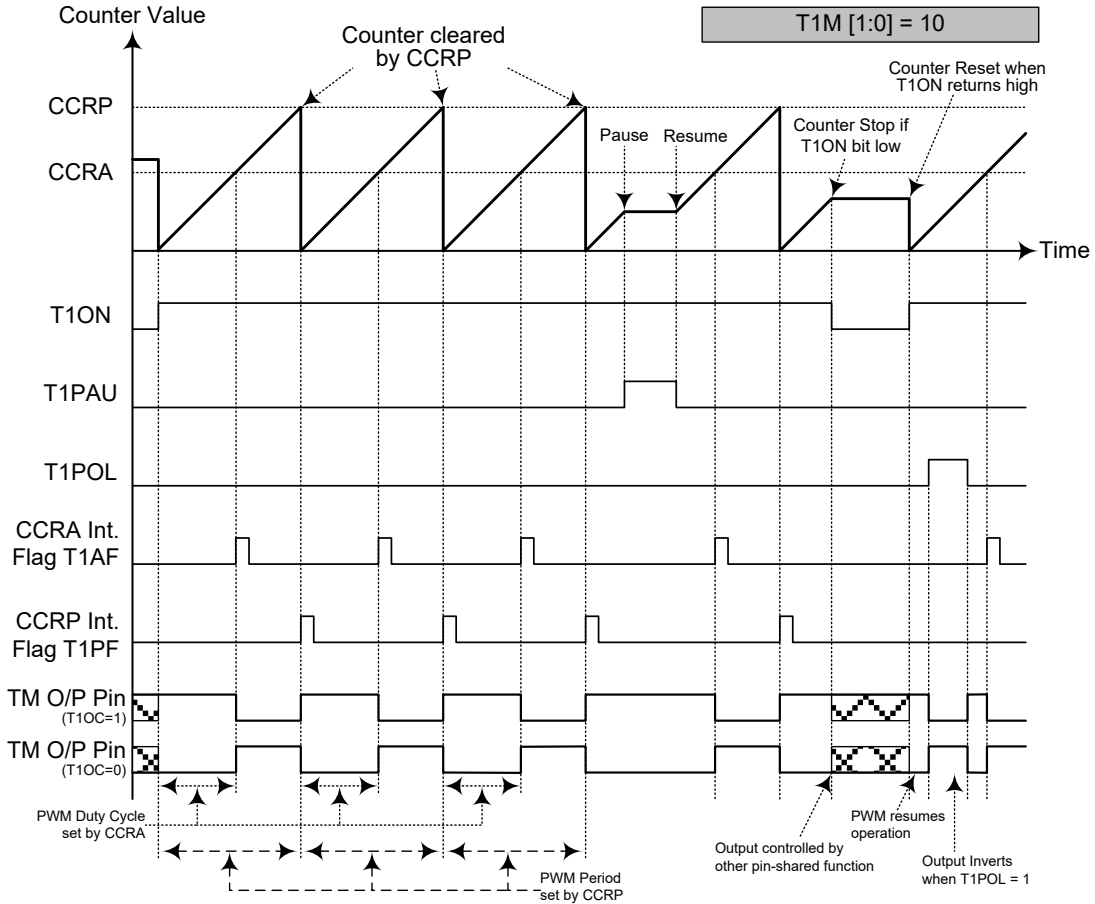 Counter Value
T1M [1:0] = 10
Counter cleared
by CCRP
Counter Reset when
T1ON returns high
CCRP
Pause
Resume
Counter Stop if
T1ON bit low
CCRA
Time
T1ON
T1PAU
T1POL
CCRA Int.
Flag T1AF
CCRP Int.
Flag T1PF
TM O/P Pin
(T1OC=1)
TM O/P Pin
(T1OC=0)
PWM Duty Cycle
set by CCRA
PWM resumes
operation
Output controlled by
other pin-shared function
Output Inverts
when T1POL = 1
PWM Period
set by CCRP